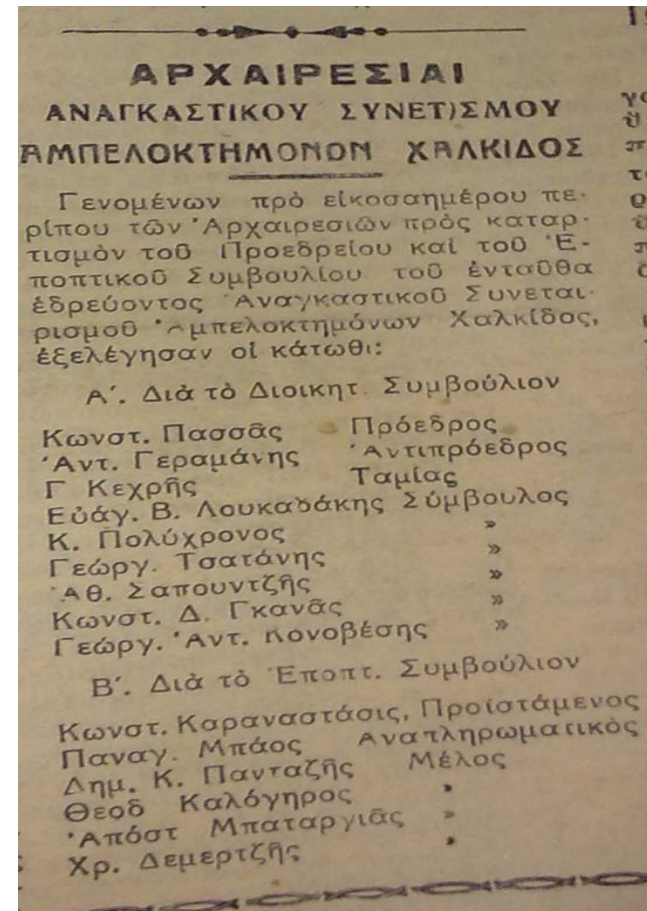 ΑΡΧΑΙΡΕΣΙΑΙ
ΑΝΑΓΚΑΣΤΙΚΟΥ ΣΥΝΕΤ)ΣΜΟΥ
ΑΜΠΕΛΟΚΤΗΜΟΝΩΝ ΧΑΛΚΙΔΟΣ
Γενομένων πρὸ εἰκοσαημέρου πε-
ρίπου τῶν Ἀρχαιρεσιῶν πρὸς καταρ-
τισμὸν τοῦ Προεδρείου καὶ τοῦ Ἐ-
ποπτικοῦ Συμβουλίου τοῦ ἐνταῦθα
ἑδρεύοντος Ἀναγκαστικοῦ Συνεται-
ρισμοῦ Ἀμπελοκτημόνων Χαλκίδος,
ἐξελέγησαν οἱ κάτωθι:
Α΄. Διὰ τὸ Διοικητ. Συμβούλιον
Κωνστ. Πασσᾶς Πρόεδρος
Ἀντ. Γεραμάνης Ἀντιπρόεδρος
Γ Κεχρῆς Ταμίας
Εὐάγ. Β. Λουκαδάκης Σύμβουλος
Κ. Πολύχρονος »
Γεώργ. Τσατάνης »
Ἀθ. Σαπουντζῆς »
Κωνστ. Δ. Γκανᾶς »
Γεώργ. Ἀντ. Κονοβέσης »
Β΄. Διὰ τὸ Ἐποπτ. Συμβούλιον
Κωνστ. Καραναστάσις, Προϊστάμενος
Παναγ. Μπάος Αναπληρωματικὸς
Δημ. Κ. Πανταζῆς Μέλος
Θεοδ Καλόγηρος »
Ἀπόστ Μπαταργιᾶς »
Χρ. Δεμερτζῆς »